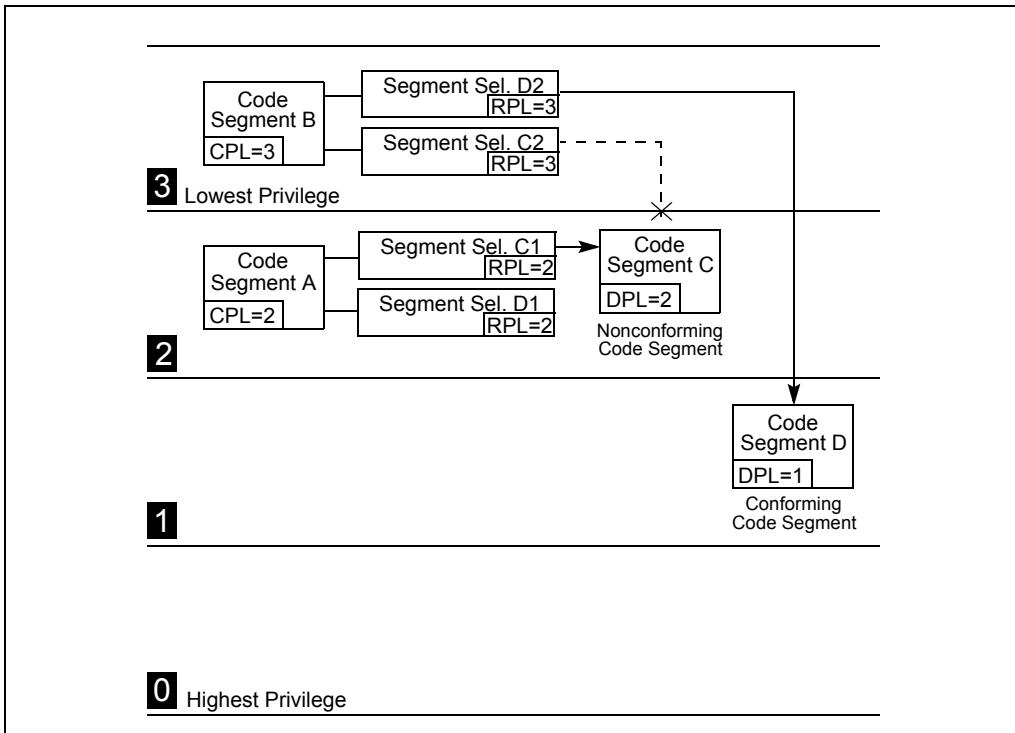 Segment Sel. D2
RPL=3
Code
Segment B
CPL=3
Segment Sel. C2
RPL=3
3 Lowest Privilege
Segment Sel. C1
RPL=2
Code
Segment A
CPL=2
Segment Sel. D1
RPL=2
Code
Segment C
DPL=2
Nonconforming
Code Segment
2
Code
Segment D
DPL=1
Conforming
Code Segment
1
0 Highest Privilege